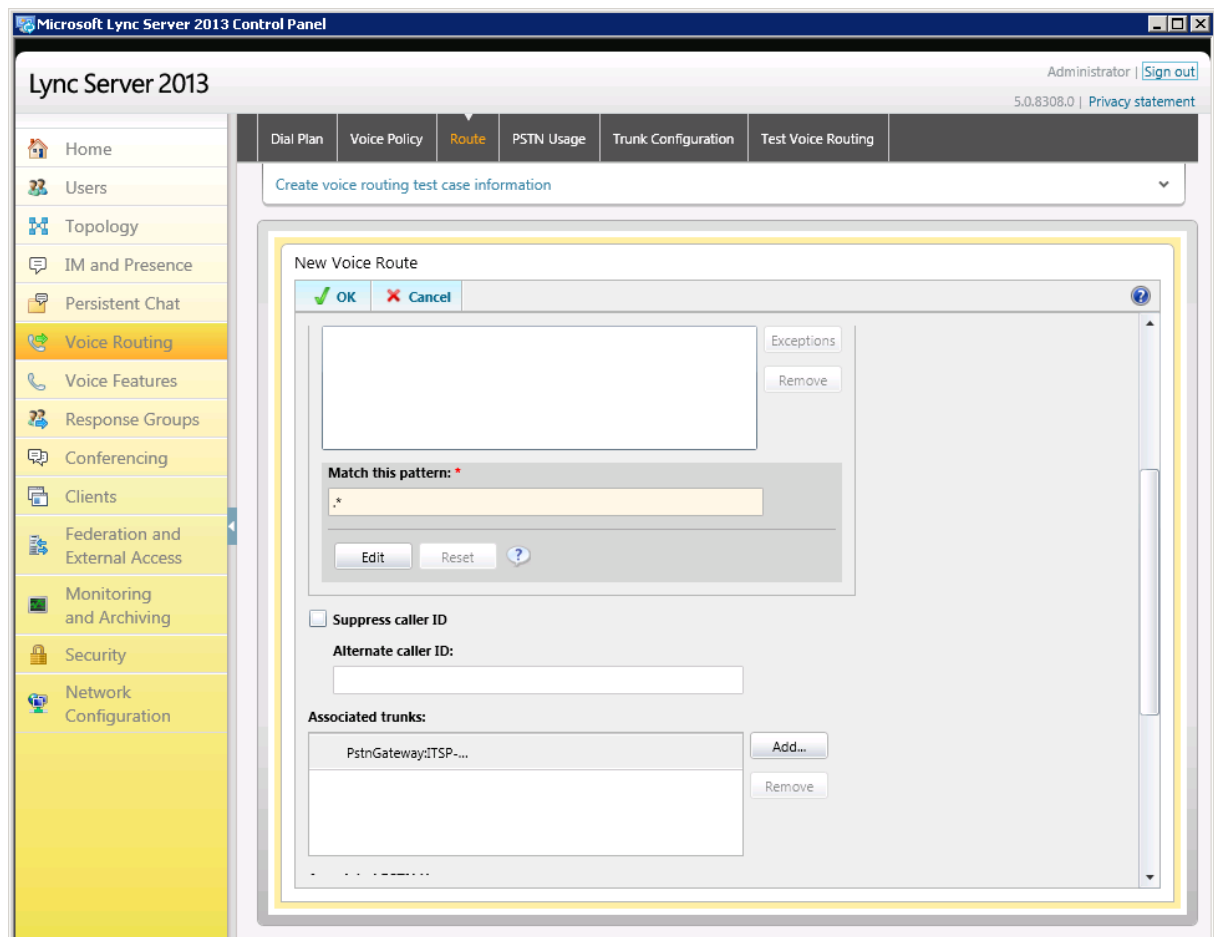 Microsoft Lync Server 2013 Control Panel
Lync Server 2013
Administrator | Sign out
5.0.8308.0 | Privacy statement
Home
Users
Topology
IM and Presence
Persistent Chat
Voice Routing
Voice Features
Response Groups
Conferencing
Clients
Federation and
External Access
Monitoring
and Archiving
Security
Network
Configuration
Dial Plan
Voice Policy
Route
PSTN Usage
Trunk Configuration
Test Voice Routing
Create voice routing test case information
New Voice Route
OK
Cancel
Exceptions
Remove
Match this pattern: *
.*
Edit
Reset
Suppress caller ID
Alternate caller ID:
Associated trunks:
PstnGateway:ITSP-...
Add...
Remove